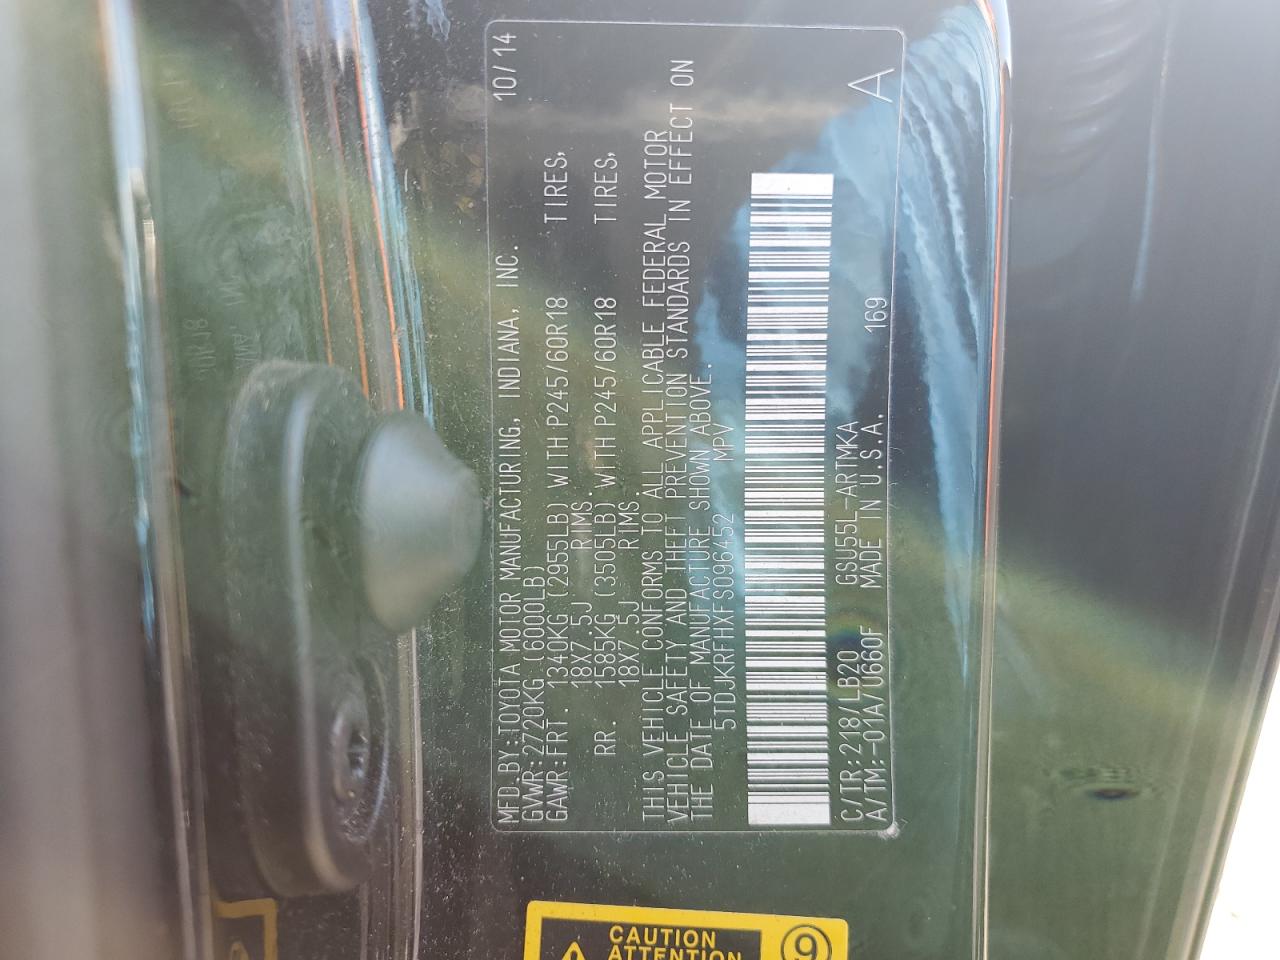 MFD.BY:TOYOTA MOTOR MANUFACTURING, INDIANA, INC. 10/14
GVWR:2720KG (6000LB)
GAWR:FRT. 1340KG (2955LB) WITH P245/60R18 TIRES,
18X7.5J RIMS.
RR. 1585KG (3505LB) WITH P245/60R18 TIRES,
18X7.5J RIMS.
THIS VEHICLE CONFORMS TO ALL APPLICABLE FEDERAL MOTOR
VEHICLE SAFETY AND THEFT PREVENTION STANDARDS IN EFFECT ON
THE DATE OF MANUFACTURE SHOWN ABOVE.
5TDJKRFHXFS096452 MPV
C/TR:218/LB20 GSU55L-ARTMKA 169 A
A/TM:-01A/U660F MADE IN U.S.A.
CAUTION
ATTENTION
9